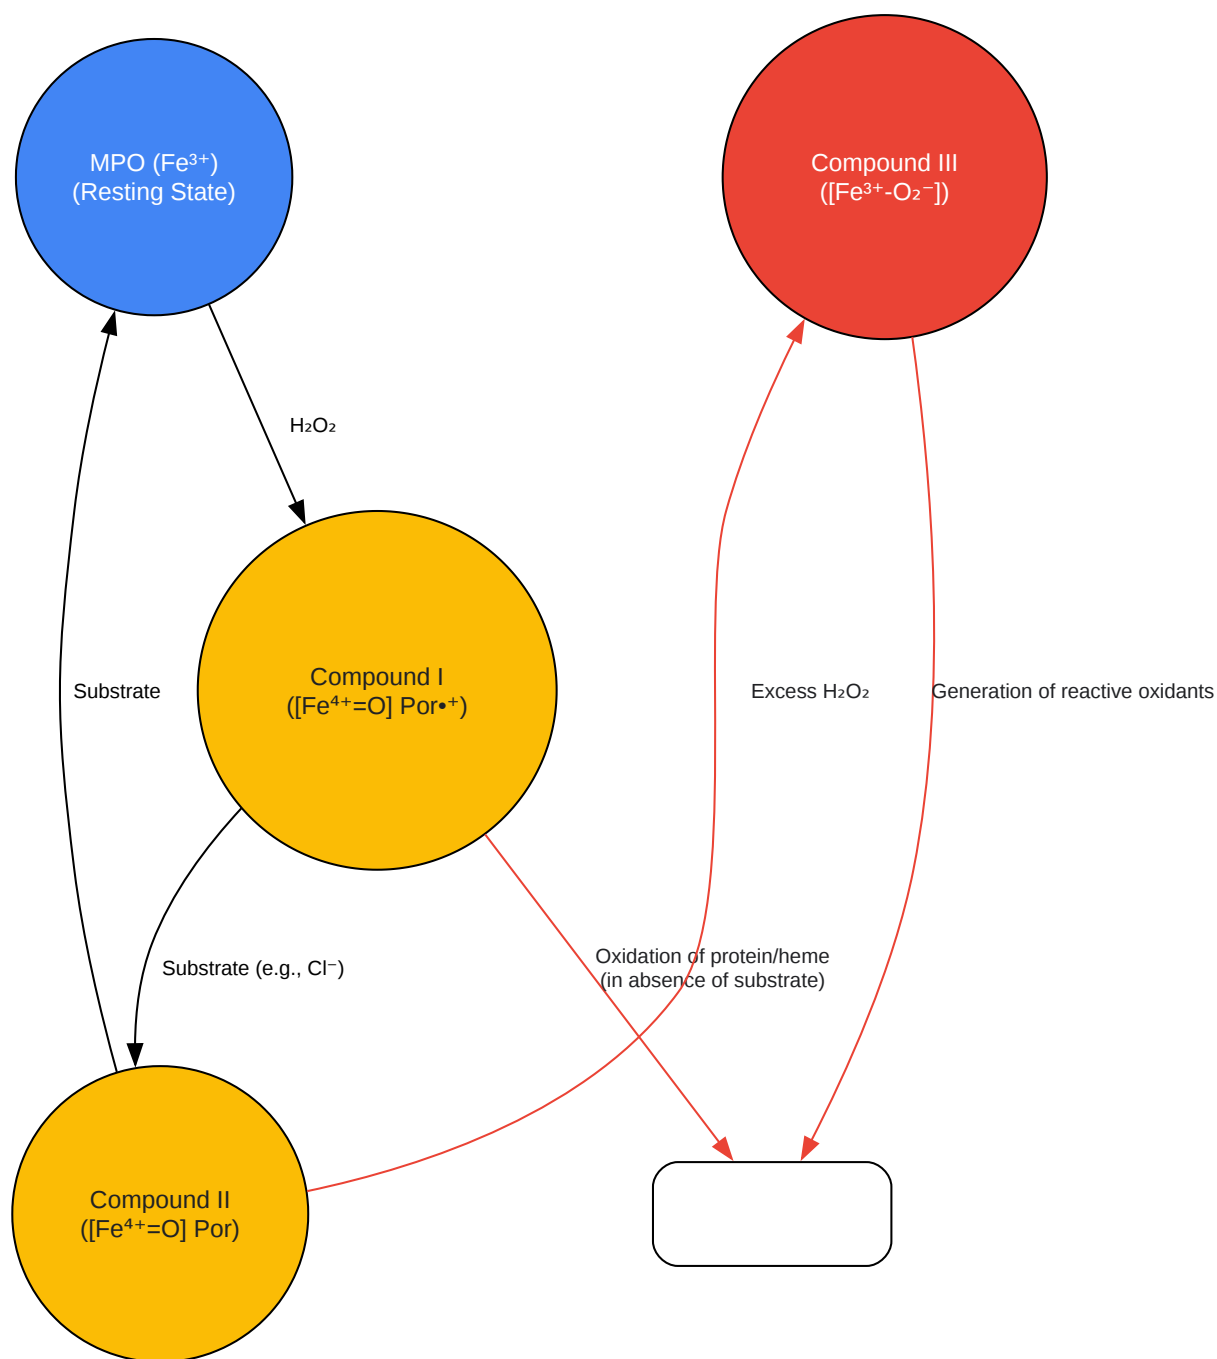 MPO (Fe³⁺)
(Resting State)
Compound III
([Fe³⁺-O₂⁻])
H₂O₂
Compound I
([Fe⁴⁺=O] Por•⁺)
Substrate
Excess H₂O₂
Generation of reactive oxidants
Substrate (e.g., Cl⁻)
Oxidation of protein/heme
(in absence of substrate)
Compound II
([Fe⁴⁺=O] Por)